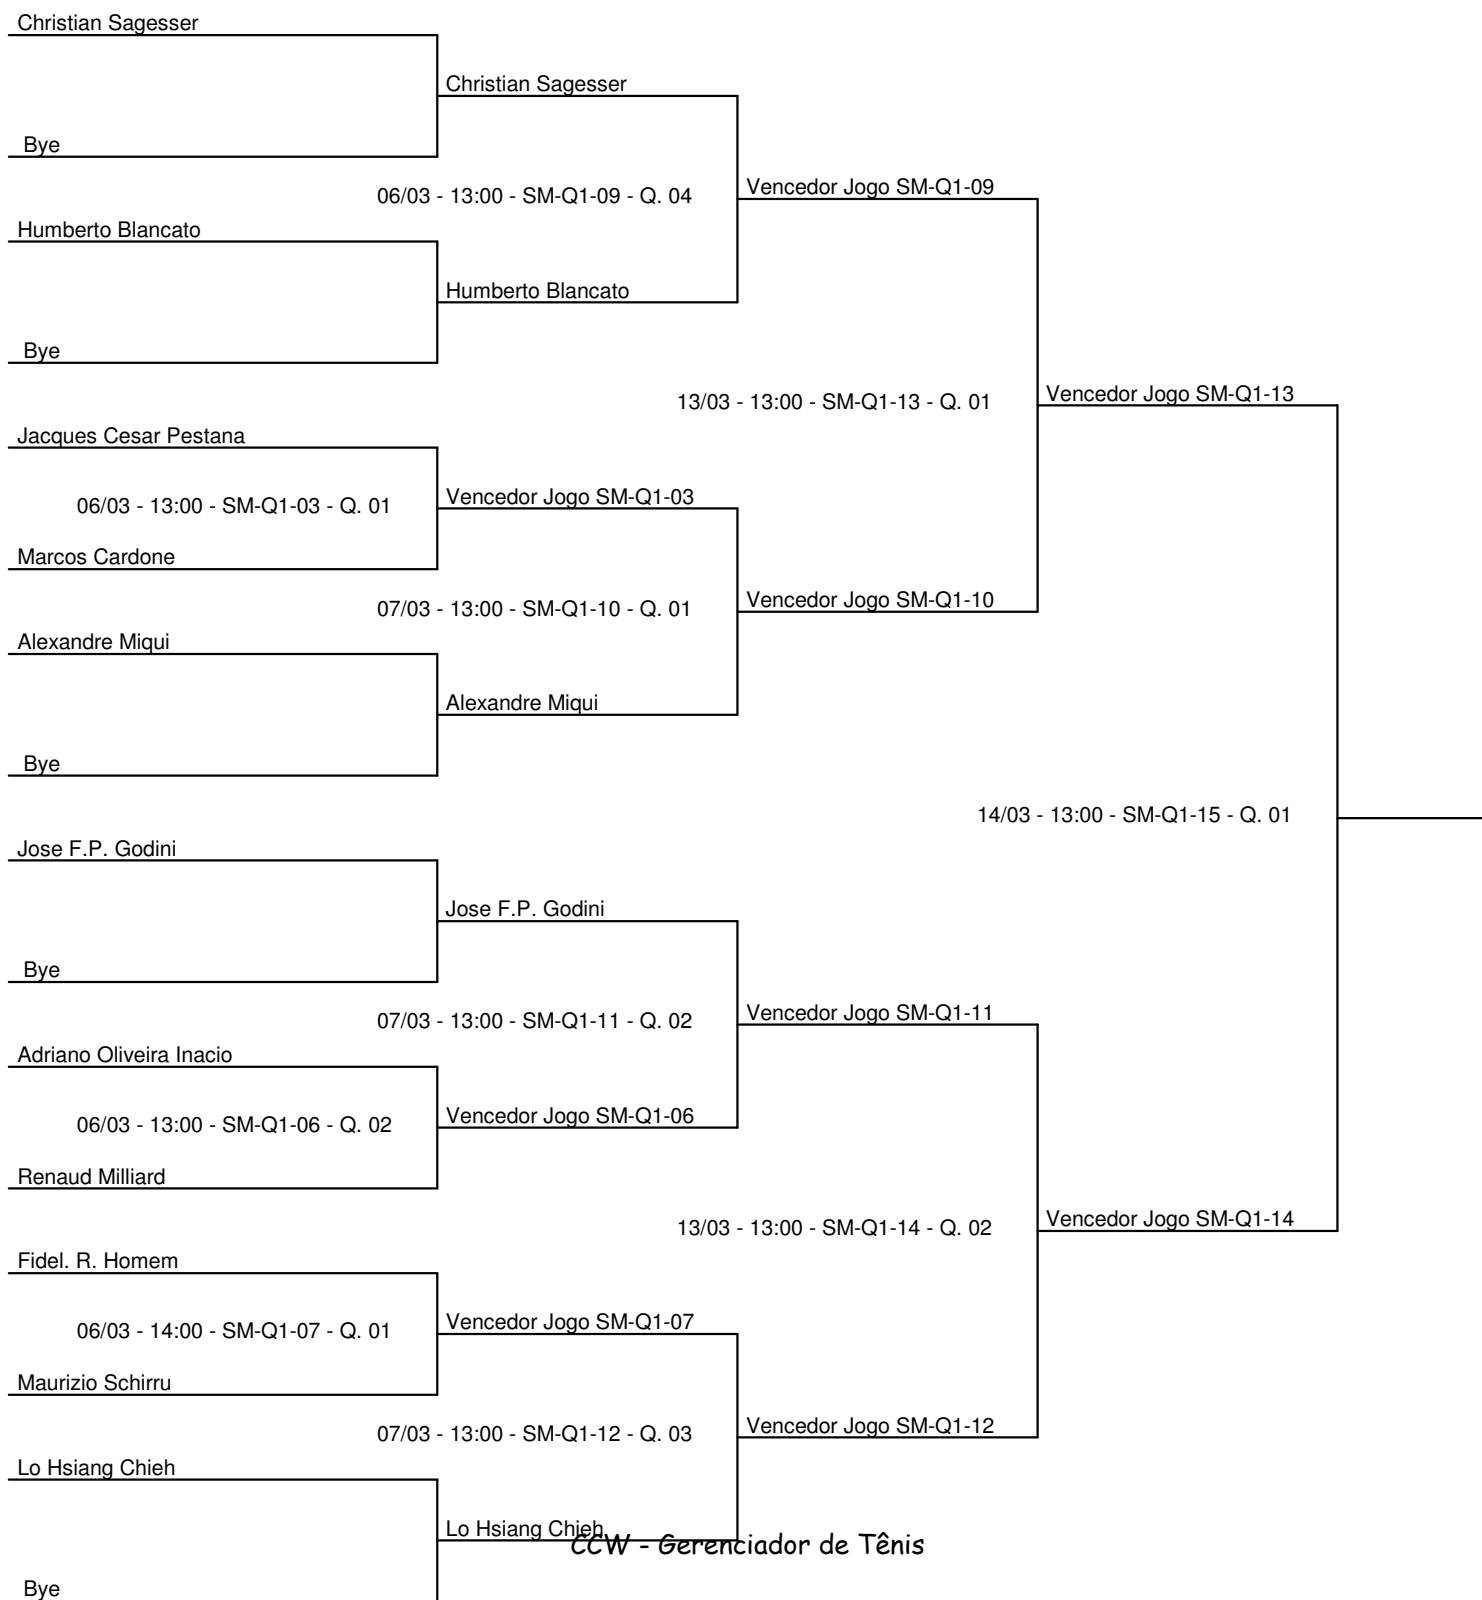 Christian Sagesser
Christian Sagesser
Bye
06/03 - 13:00 - SM-Q1-09 - Q. 04
Vencedor Jogo SM-Q1-09
Humberto Blancato
Humberto Blancato
Bye
13/03 - 13:00 - SM-Q1-13 - Q. 01
Vencedor Jogo SM-Q1-13
Jacques Cesar Pestana
06/03 - 13:00 - SM-Q1-03 - Q. 01
Vencedor Jogo SM-Q1-03
Marcos Cardone
07/03 - 13:00 - SM-Q1-10 - Q. 01
Vencedor Jogo SM-Q1-10
Alexandre Miqui
Alexandre Miqui
Bye
14/03 - 13:00 - SM-Q1-15 - Q. 01
Jose F.P. Godini
Jose F.P. Godini
Bye
07/03 - 13:00 - SM-Q1-11 - Q. 02
Vencedor Jogo SM-Q1-11
Adriano Oliveira Inacio
06/03 - 13:00 - SM-Q1-06 - Q. 02
Vencedor Jogo SM-Q1-06
Renaud Milliard
13/03 - 13:00 - SM-Q1-14 - Q. 02
Vencedor Jogo SM-Q1-14
Fidel. R. Homem
06/03 - 14:00 - SM-Q1-07 - Q. 01
Vencedor Jogo SM-Q1-07
Maurizio Schirru
07/03 - 13:00 - SM-Q1-12 - Q. 03
Vencedor Jogo SM-Q1-12
Lo Hsiang Chieh
Lo Hsiang Chieh
CCW - Gerenciador de Tênis
Bye